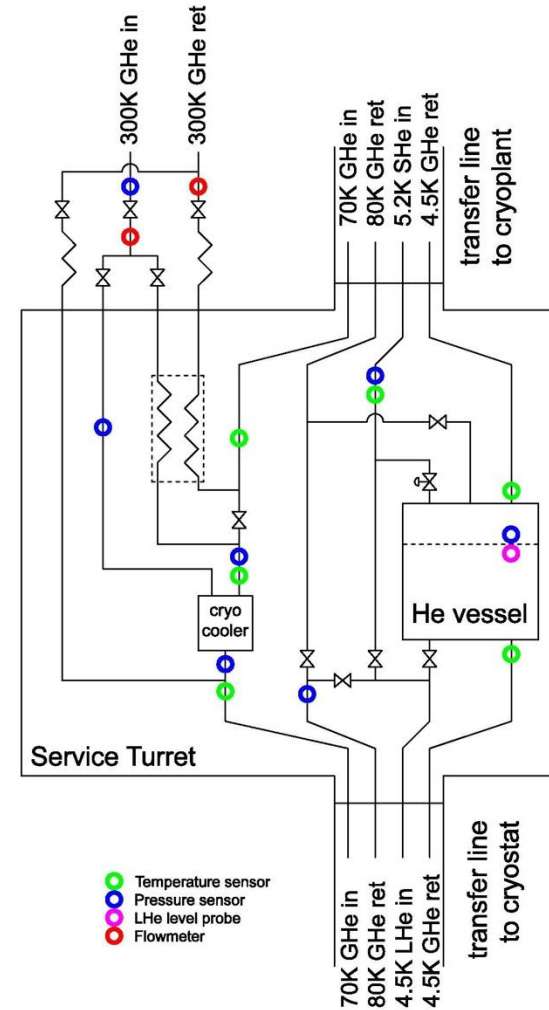 300K GHe in
300K GHe ret
70K GHe in
80K GHe ret
5.2K SHe in
4.5K GHe ret
transfer line
to cryoplant
cryo
cooler
He vessel
Service Turret
Temperature sensor
Pressure sensor
LHe level probe
Flowmeter
70K GHe in
80K GHe ret
4.5K LHe in
4.5K GHe ret
transfer line
to cryostat